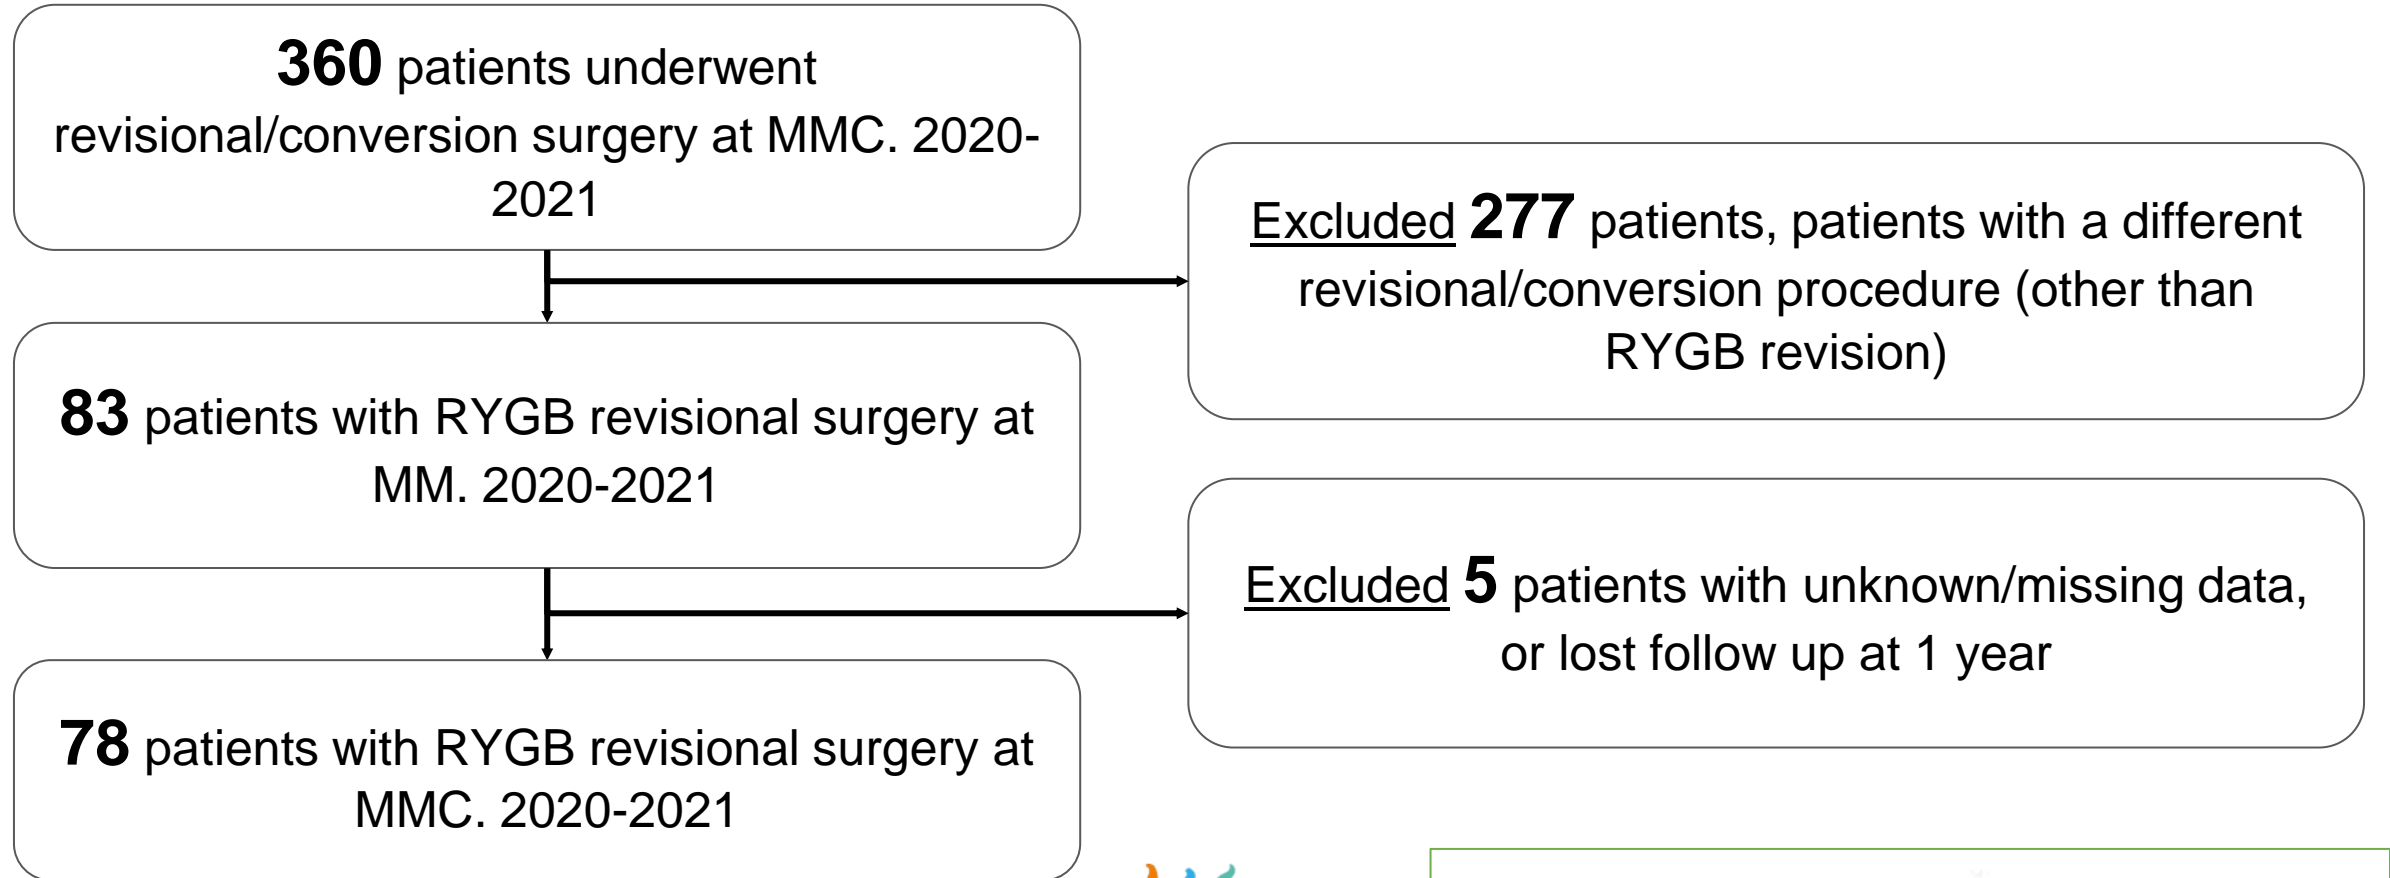 360 patients underwent
revisional/conversion surgery at MMC. 2020-
2021
Excluded 277 patients, patients with a different
revisional/conversion procedure (other than
RYGB revision)
83 patients with RYGB revisional surgery at
MM. 2020-2021
Excluded 5 patients with unknown/missing data,
or lost follow up at 1 year
78 patients with RYGB revisional surgery at
MMC. 2020-2021